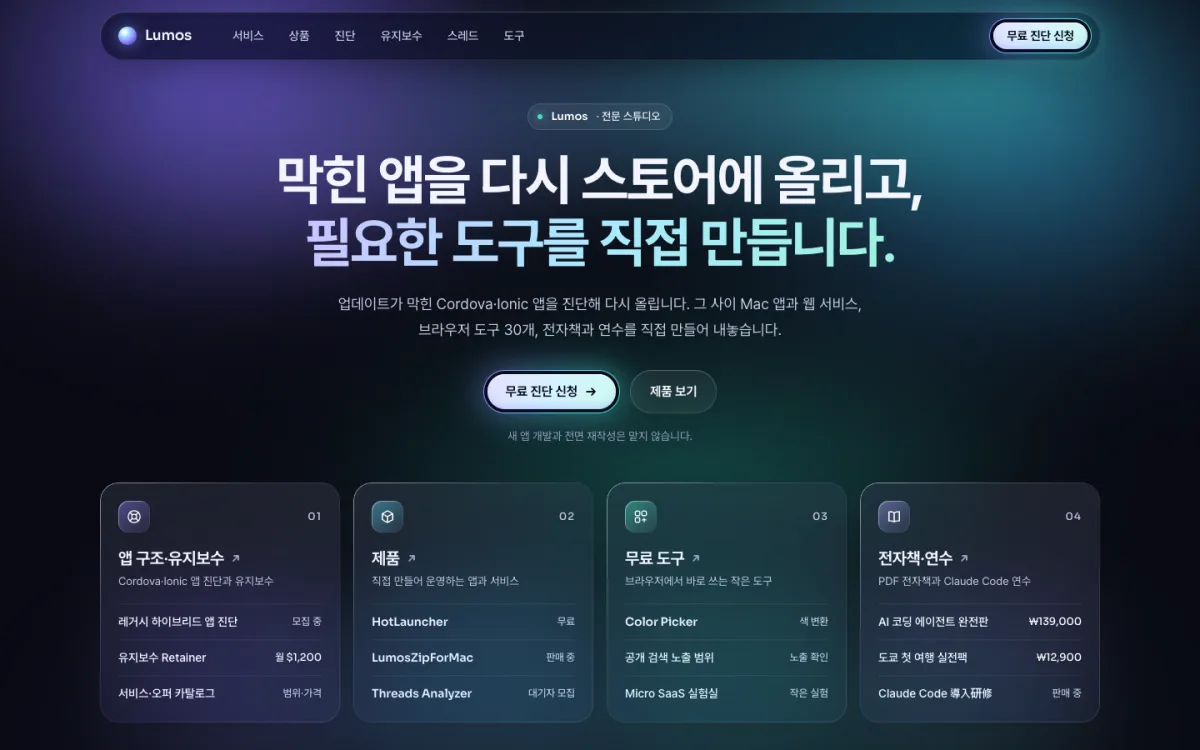 Lumos 서비스 상품 진단 유지보수 스레드 도구 무료 진단 신청
Lumos · 전문 스튜디오
막힌 앱을 다시 스토어에 올리고,
필요한 도구를 직접 만듭니다.
업데이트가 막힌 Cordova·Ionic 앱을 진단해 다시 올립니다. 그 사이 Mac 앱과 웹 서비스,
브라우저 도구 30개, 전자책과 연수를 직접 만들어 내놓습니다.
무료 진단 신청 → 제품 보기
새 앱 개발과 전면 재작성은 맡지 않습니다.
01
앱 구조·유지보수 ↗
Cordova·Ionic 앱 진단과 유지보수
레거시 하이브리드 앱 진단 모집 중
유지보수 Retainer 월 $1,200
서비스·오퍼 카탈로그 범위·가격
02
제품 ↗
직접 만들어 운영하는 앱과 서비스
HotLauncher 무료
LumosZipForMac 판매 중
Threads Analyzer 대기자 모집
03
무료 도구 ↗
브라우저에서 바로 쓰는 작은 도구
Color Picker 색 변환
공개 검색 노출 범위 노출 확인
Micro SaaS 실험실 작은 실험
04
전자책·연수 ↗
PDF 전자책과 Claude Code 연수
AI 코딩 에이전트 완전판 ₩139,000
도쿄 첫 여행 실전팩 ₩12,900
Claude Code 導入研修 판매 중